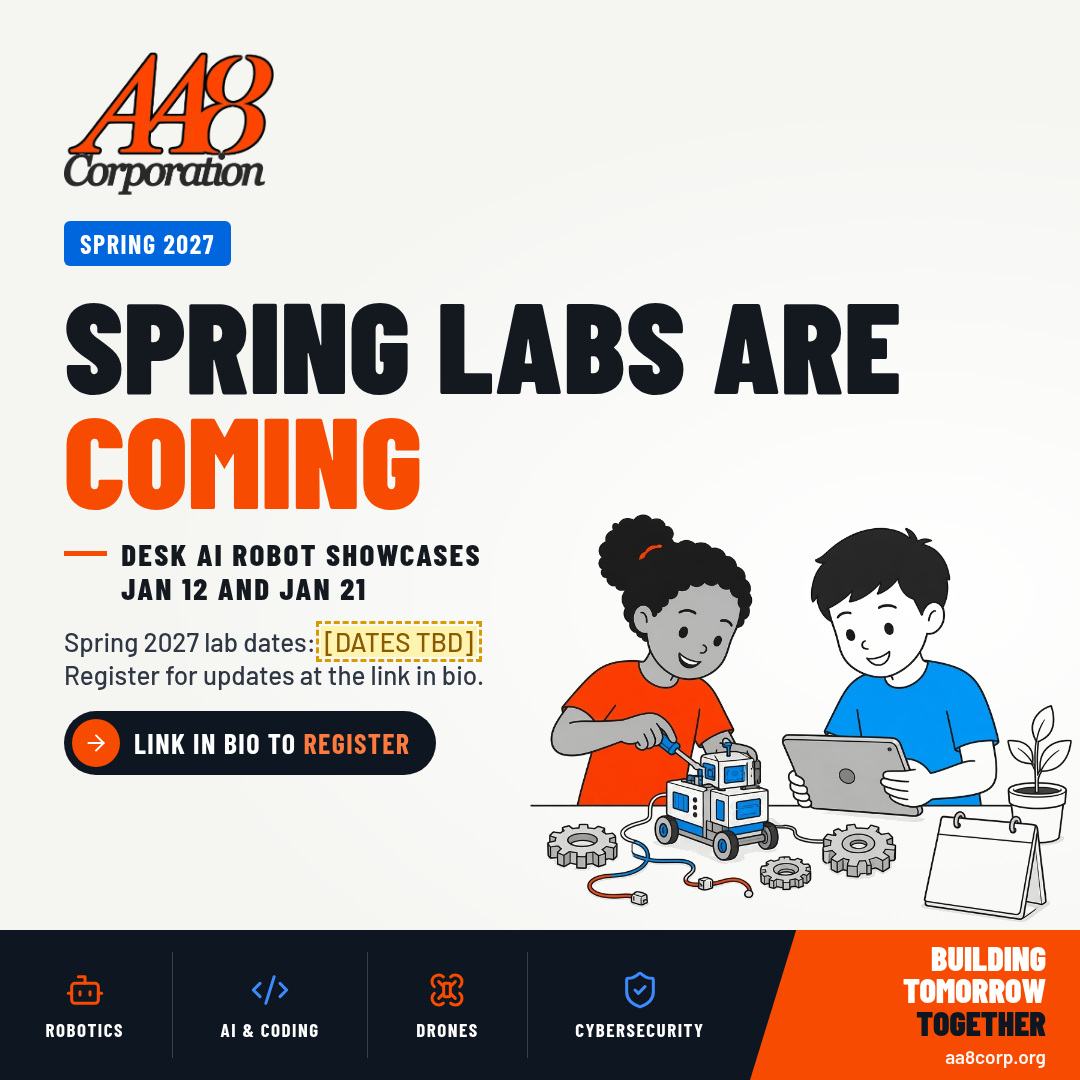 AA8
Corporation
SPRING 2027
SPRING LABS ARE
COMING
DESK AI ROBOT SHOWCASES
JAN 12 AND JAN 21
Spring 2027 lab dates: [DATES TBD]
Register for updates at the link in bio.
LINK IN BIO TO REGISTER
ROBOTICS
AI & CODING
DRONES
CYBERSECURITY
BUILDING
TOMORROW
TOGETHER
aa8corp.org